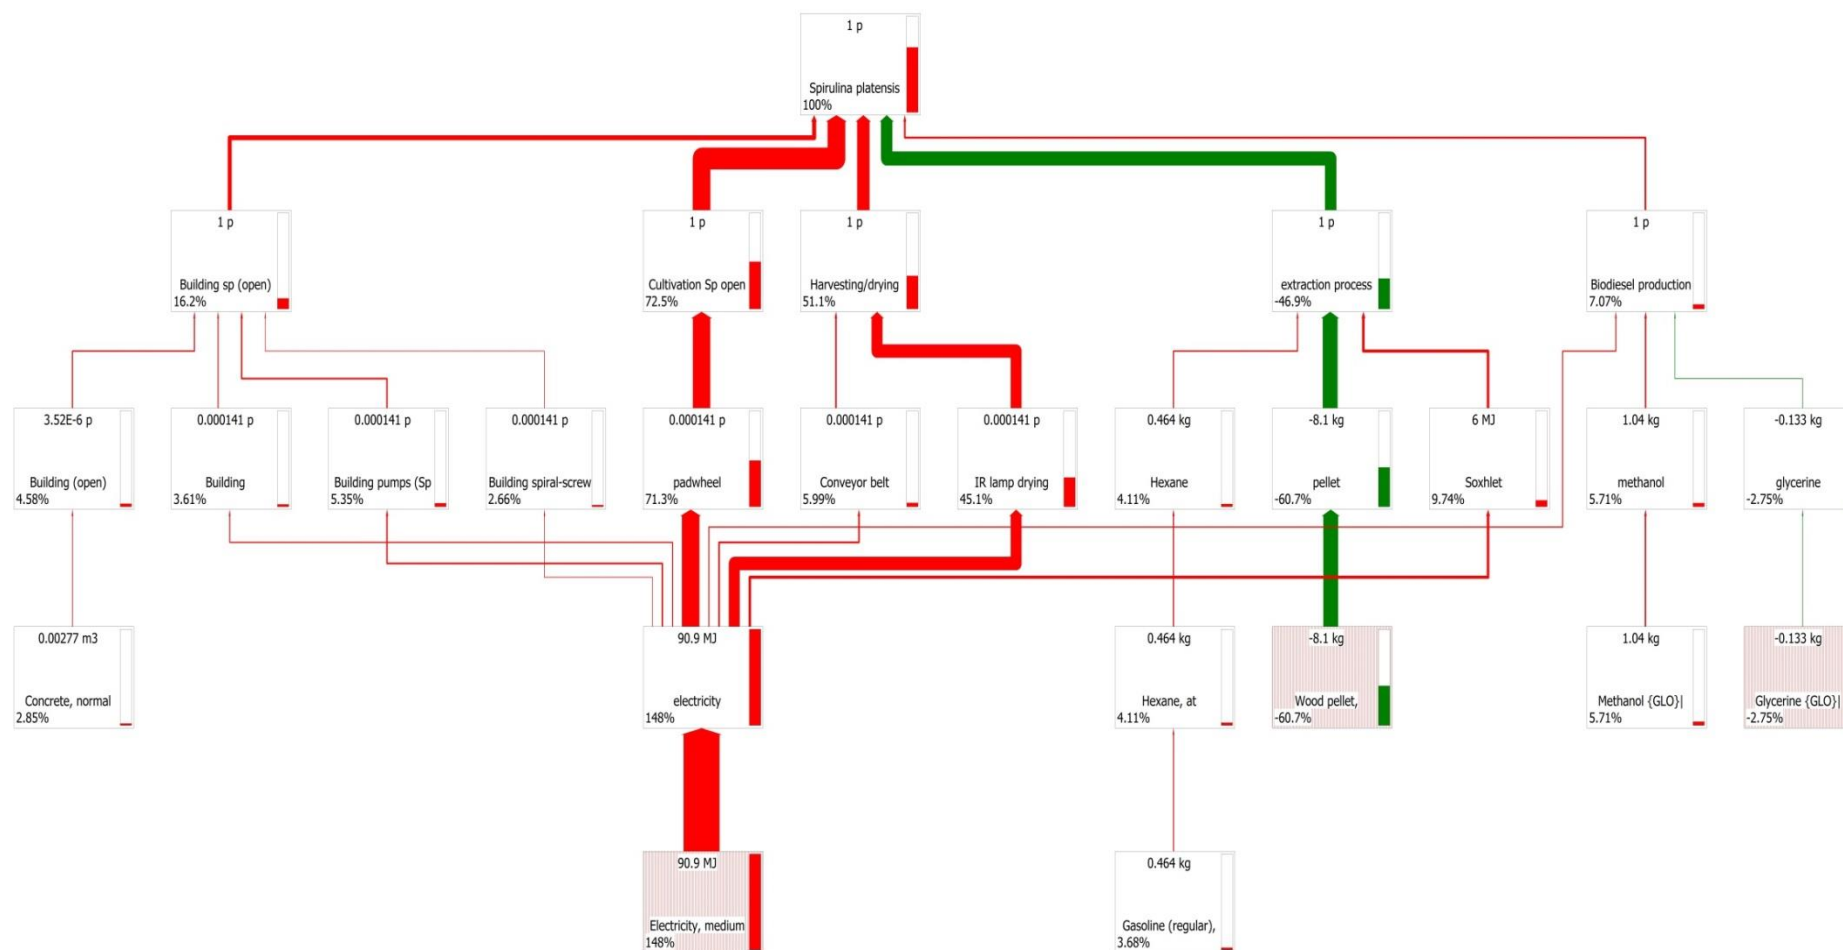 1 p
Spirulina platensis
100%
1 p
Building sp (open)
16.2%
1 p
Cultivation Sp open
72.5%
1 p
Harvesting/drying
51.1%
1 p
extraction process
-46.9%
1 p
Biodiesel production
7.07%
3.52E-6 p
Building (open)
4.58%
0.000141 p
Building
3.61%
0.000141 p
Building pumps (Sp
5.35%
0.000141 p
Building spiral-screw
2.66%
0.000141 p
padwheel
71.3%
0.000141 p
Conveyor belt
5.99%
0.000141 p
IR lamp drying
45.1%
0.464 kg
Hexane
4.11%
-8.1 kg
pellet
-60.7%
6 MJ
Soxhlet
9.74%
1.04 kg
methanol
5.71%
-0.133 kg
glycerine
-2.75%
0.00277 m3
Concrete, normal
2.85%
90.9 MJ
electricity
148%
0.464 kg
Hexane, at
4.11%
-8.1 kg
Wood pellet,
-60.7%
1.04 kg
Methanol {GLO}|
5.71%
-0.133 kg
Glycerine {GLO}|
-2.75%
90.9 MJ
Electricity, medium
148%
0.464 kg
Gasoline (regular),
3.68%